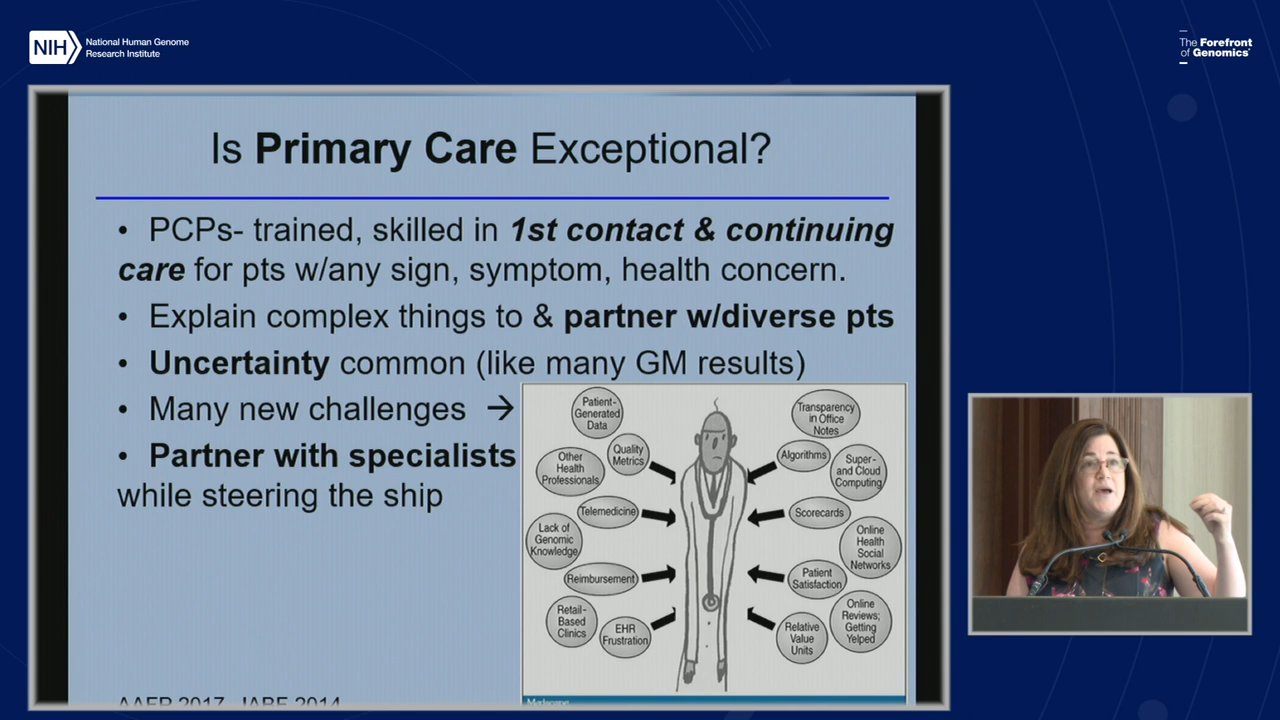 NIH
National Human Genome
Research Institute
The Forefront
of Genomics®
Is Primary Care Exceptional?
• PCPs- trained, skilled in 1st contact & continuing
care for pts w/any sign, symptom, health concern.
• Explain complex things to & partner w/diverse pts
• Uncertainty common (like many GM results)
• Many new challenges →
• Partner with specialists
while steering the ship
Patient-
Generated
Data
Quality
Metrics
Other
Health
Professionals
Telemedicine
Lack of
Genomic
Knowledge
Reimbursement
Retail-
Based
Clinics
EHR
Frustration
Transparency
in Office
Notes
Algorithms
Super-
and Cloud
Computing
Scorecards
Online
Health
Social
Networks
Patient
Satisfaction
Online
Reviews;
Getting
Yelped
Relative
Value
Units
2017 2014